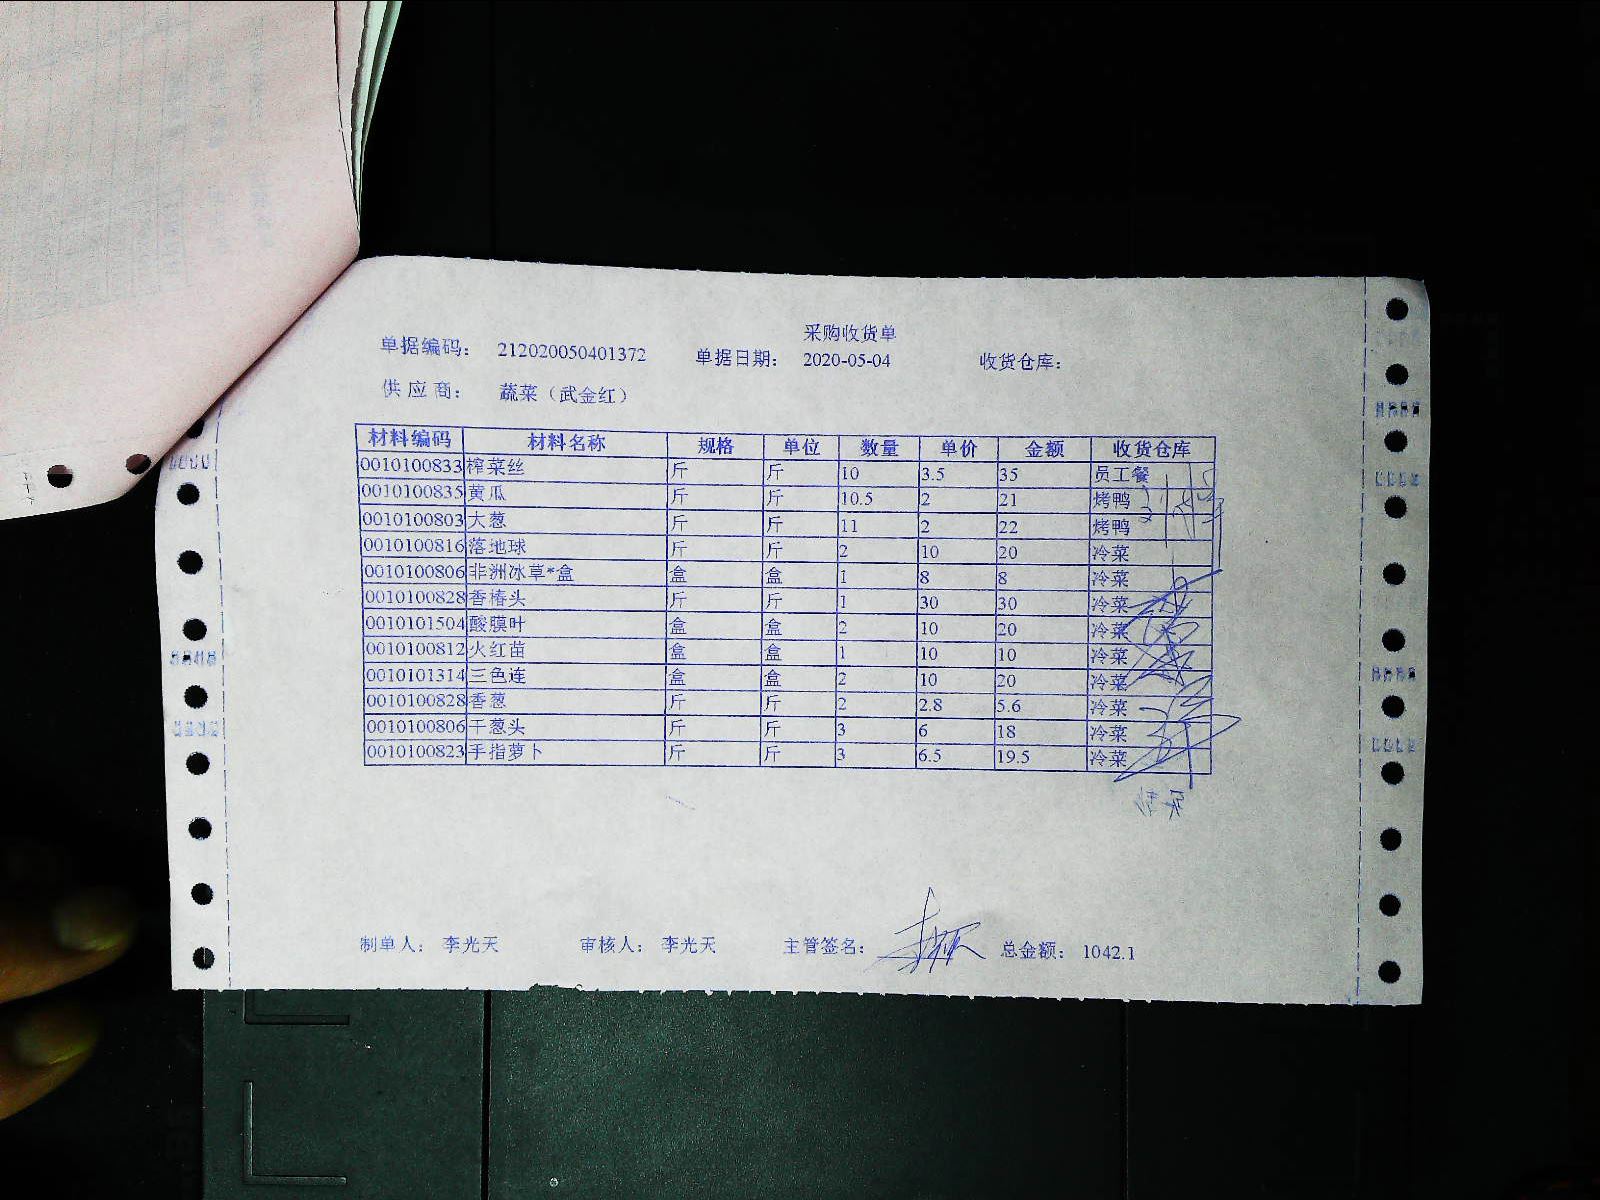 采购收货单
单据编码： 212020050401372 单据日期： 2020-05-04 收货仓库：
供 应 商： 蔬菜（武金红）
材料编码 材料名称 规格 单位 数量 单价 金额 收货仓库
0010100833 榨菜丝 斤 斤 10 3.5 35 员工餐
0010100835 黄瓜 斤 斤 10.5 2 21 烤鸭
0010100803 大葱 斤 斤 11 2 22 烤鸭
0010100816 落地球 斤 斤 2 10 20 冷菜
0010100806 非洲冰草*盒 盒 盒 1 8 8 冷菜
0010100828 香椿头 斤 斤 1 30 30 冷菜
0010101504 酸膜叶 盒 盒 2 10 20 冷菜
0010100812 火红苗 盒 盒 1 10 10 冷菜
0010101314 三色连 盒 盒 2 10 20 冷菜
0010100828 香葱 斤 斤 2 2.8 5.6 冷菜
0010100806 干葱头 斤 斤 3 6 18 冷菜
0010100823 手指萝卜 斤 斤 3 6.5 19.5 冷菜
制单人： 李光天 审核人： 李光天 主管签名： 总金额： 1042.1